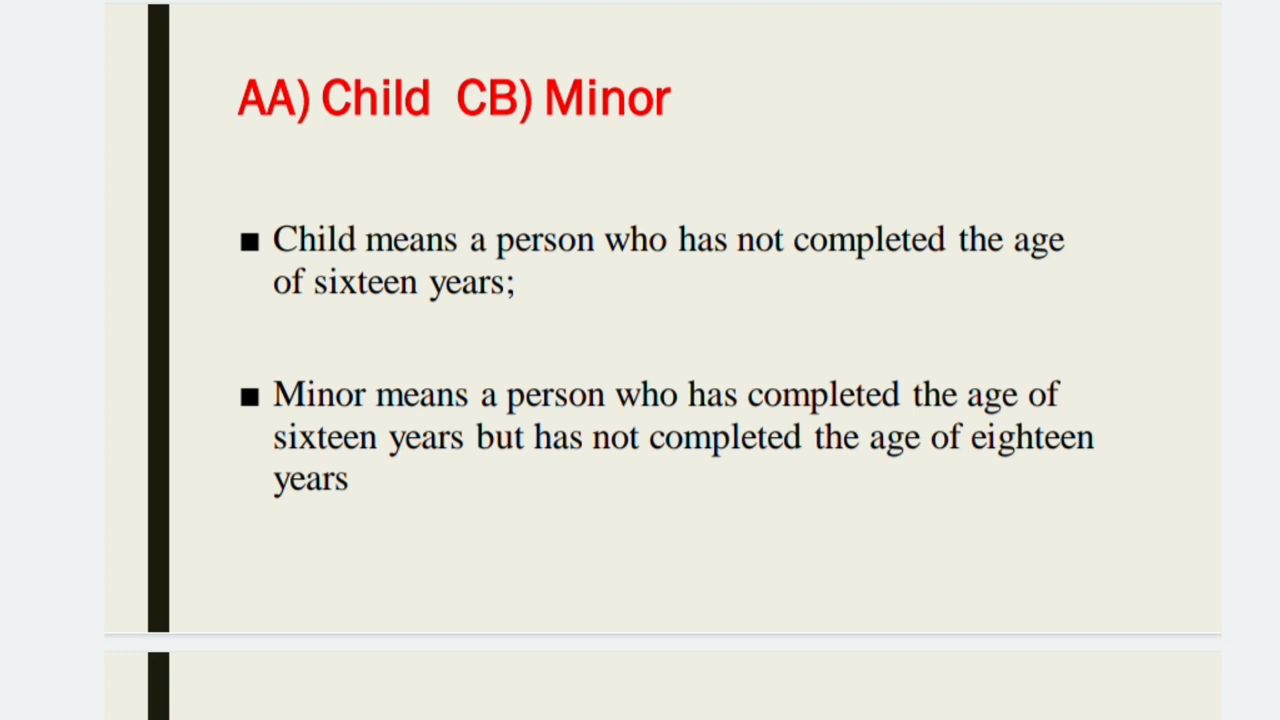 AA) Child CB) Minor
■ Child means a person who has not completed the age
of sixteen years;
■ Minor means a person who has completed the age of
sixteen years but has not completed the age of eighteen
years